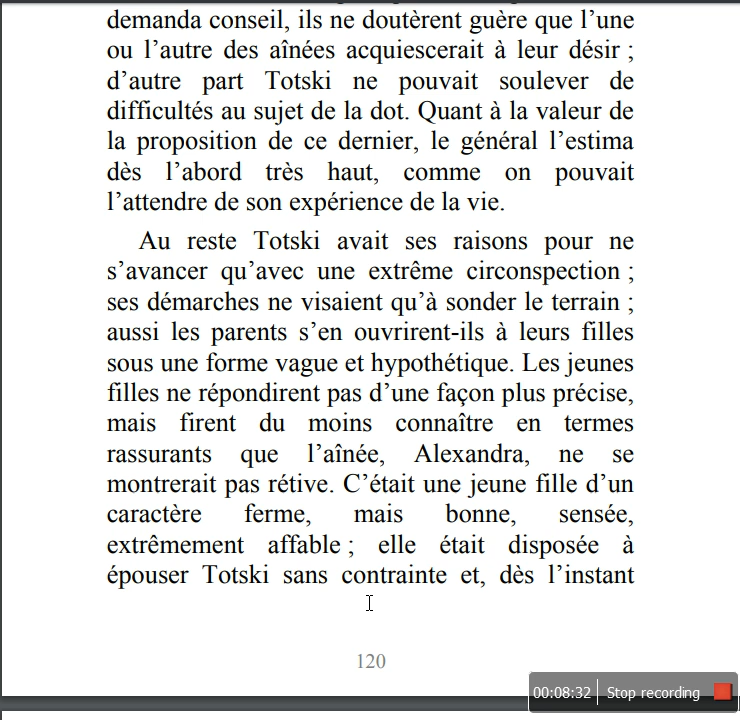 demanda conseil, ils ne doutèrent guère que l’une
ou l’autre des aînées acquiescerait à leur désir ;
d’autre part Totski ne pouvait soulever de
difficultés au sujet de la dot. Quant à la valeur de
la proposition de ce dernier, le général l’estima
dès l’abord très haut, comme on pouvait
l’attendre de son expérience de la vie.
Au reste Totski avait ses raisons pour ne
s’avancer qu’avec une extrême circonspection ;
ses démarches ne visaient qu’à sonder le terrain ;
aussi les parents s’en ouvrirent-ils à leurs filles
sous une forme vague et hypothétique. Les jeunes
filles ne répondirent pas d’une façon plus précise,
mais firent du moins connaître en termes
rassurants que l’aînée, Alexandra, ne se
montrerait pas rétive. C’était une jeune fille d’un
caractère ferme, mais bonne, sensée,
extrêmement affable ; elle était disposée à
épouser Totski sans contrainte et, dès l’instant
120
00:08:32 Stop recording